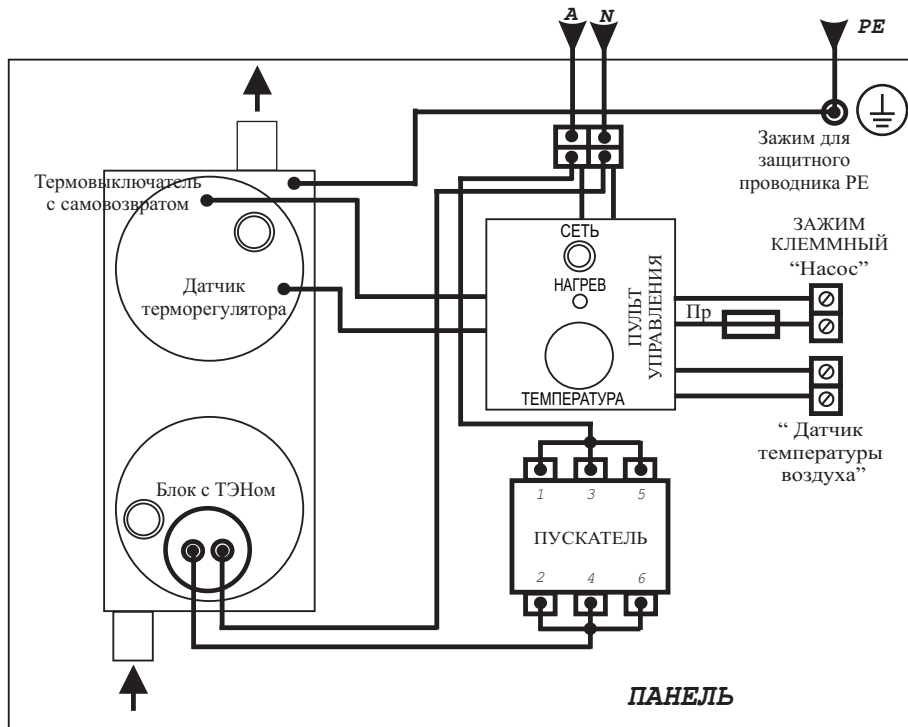 A N PE
Зажим для
защитного
проводника PE
Термовыключатель
с самовозвратом
Датчик
терморегулятора
СЕТЬ
НАГРЕВ
ТЕМПЕРАТУРА
ПУЛЬТ
УПРАВЛЕНИЯ
Пр
ЗАЖИМ
КЛЕММНЫЙ
“Насос”
“ Датчик
температуры
воздуха”
Блок с ТЭНом
1 3 5
ПУСКАТЕЛЬ
2 4 6
ПАНЕЛЬ